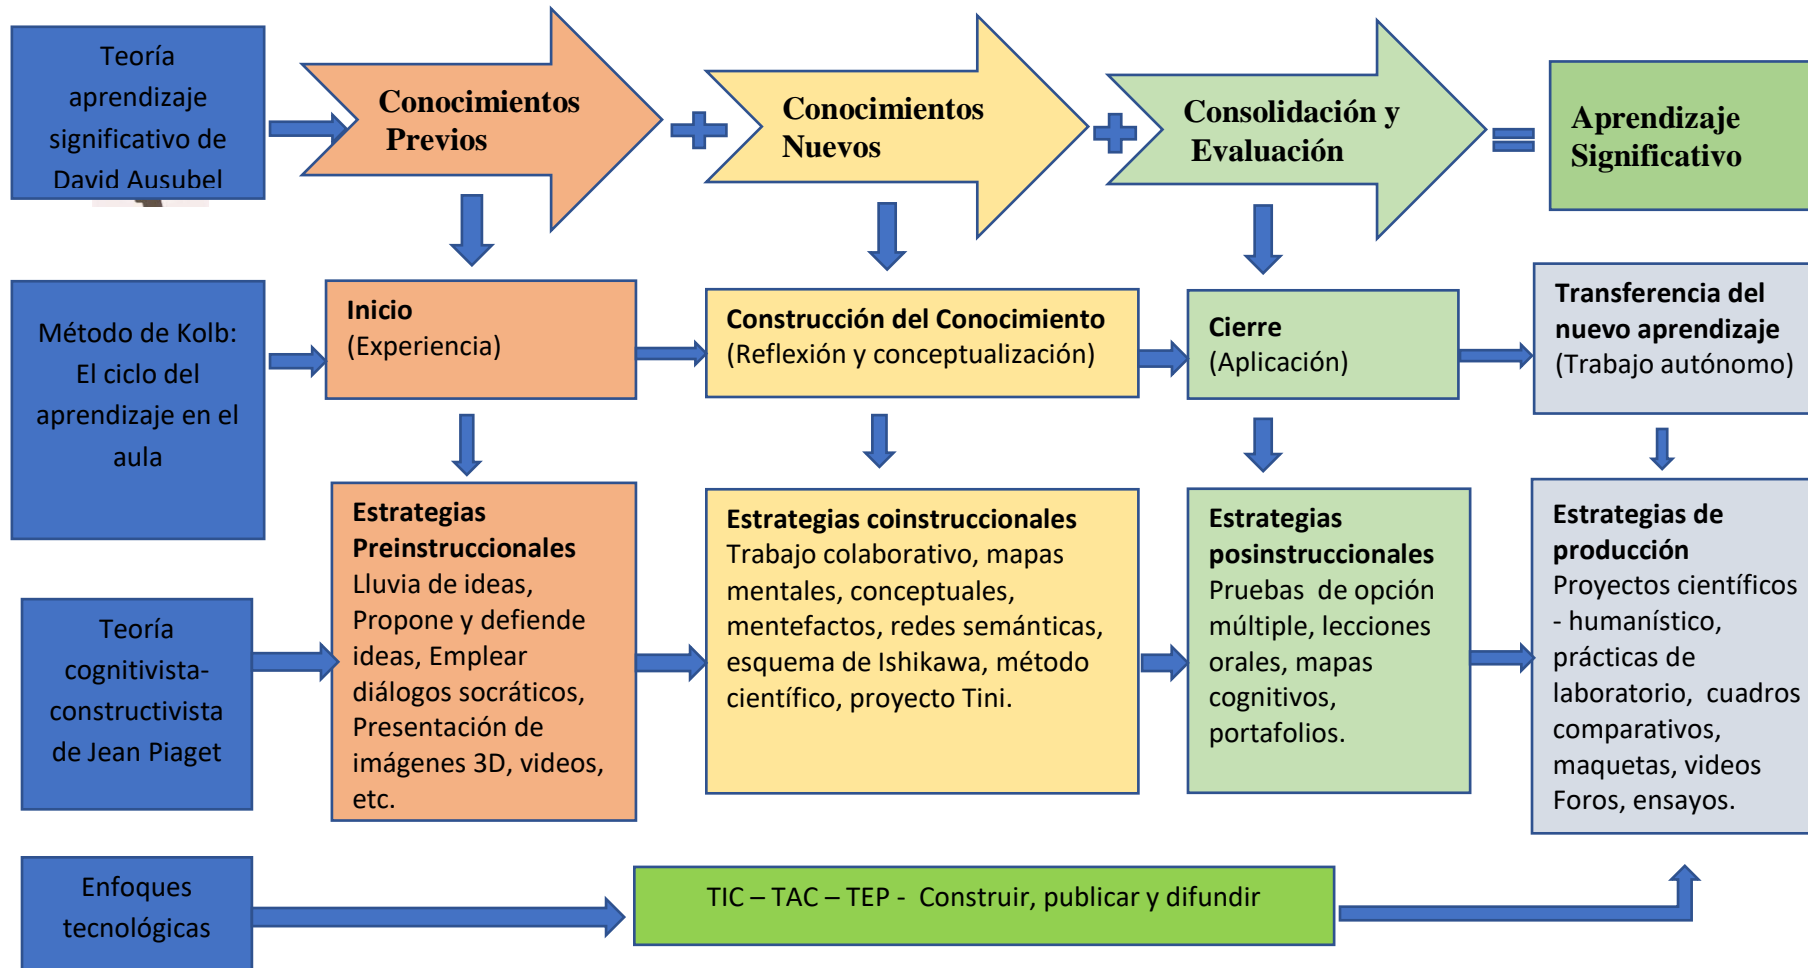 Teoría
aprendizaje
significativo de
David Ausubel
Conocimientos
Previos
Conocimientos
Nuevos
Consolidación y
Evaluación
Aprendizaje
Significativo
Método de Kolb:
El ciclo del
aprendizaje en el
aula
Inicio
(Experiencia)
Construcción del Conocimiento
(Reflexión y conceptualización)
Cierre
(Aplicación)
Transferencia del
nuevo aprendizaje
(Trabajo autónomo)
Teoría
cognitivista-
constructivista
de Jean Piaget
Estrategias
Preinstruccionales
Lluvia de ideas,
Propone y defiende
ideas, Emplear
diálogos socráticos,
Presentación de
imágenes 3D, videos,
etc.
Estrategias coinstruccionales
Trabajo colaborativo, mapas
mentales, conceptuales,
mentefactos, redes semánticas,
esquema de Ishikawa, método
científico, proyecto Tini.
Estrategias
posinstruccionales
Pruebas de opción
múltiple, lecciones
orales, mapas
cognitivos,
portafolios.
Estrategias de
producción
Proyectos científicos
- humanístico,
prácticas de
laboratorio, cuadros
comparativos,
maquetas, videos
Foros, ensayos.
Enfoques
tecnológicas
TIC – TAC – TEP - Construir, publicar y difundir